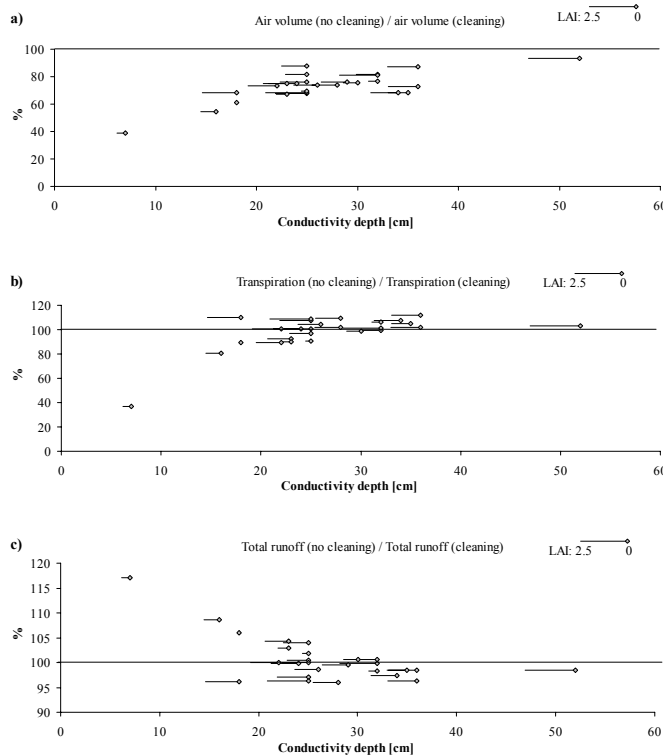 a) Air volume (no cleaning) / air volume (cleaning) LAI: 2.5 0
100
80
60
40
20
0
%
0 10 20 30 40 50 60
Conductivity depth [cm]
b) Transpiration (no cleaning) / Transpiration (cleaning) LAI: 2.5 0
120
100
80
60
40
20
0
%
0 10 20 30 40 50 60
Conductivity depth [cm]
c) Total runoff (no cleaning) / Total runoff (cleaning) LAI: 2.5 0
120
115
110
105
100
95
90
%
0 10 20 30 40 50 60
Conductivity depth [cm]